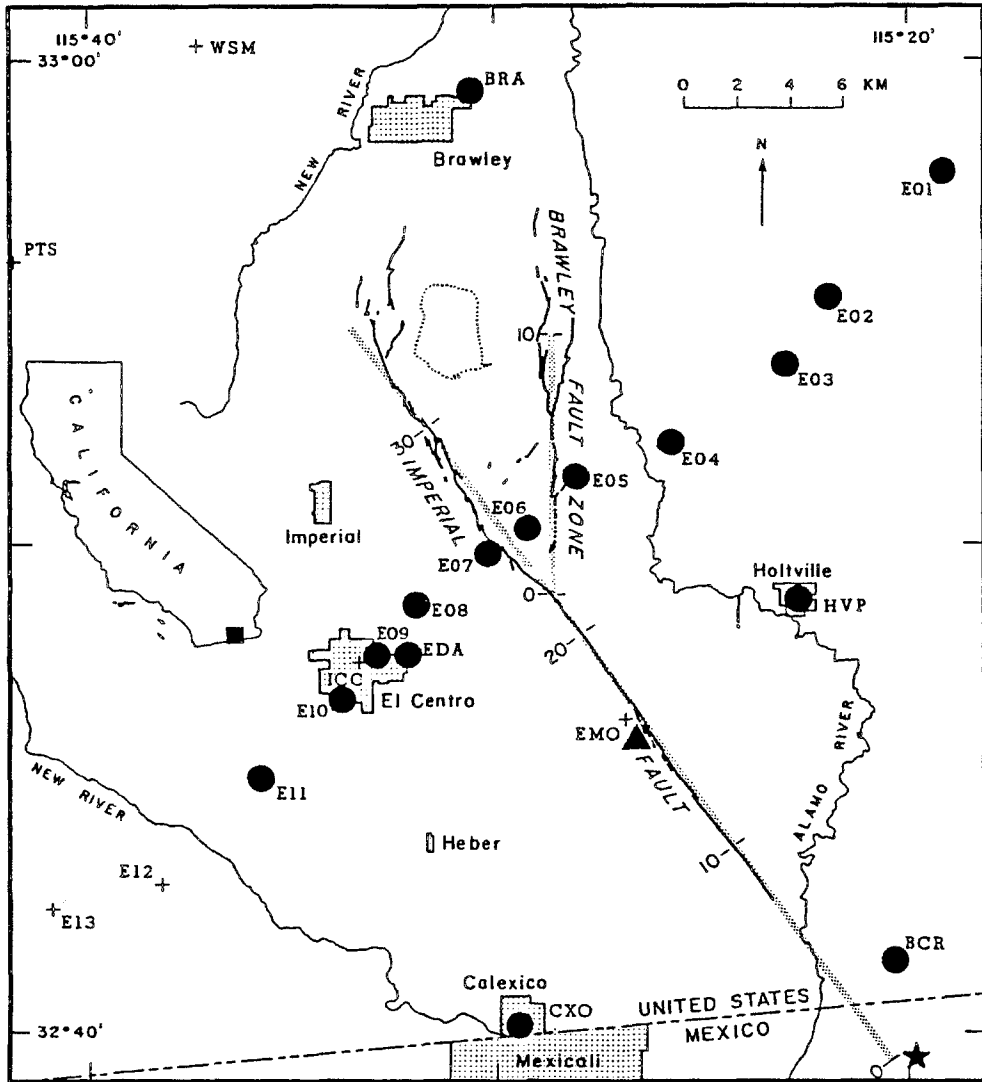 115°40'
115°20'
WSM
33°00'
0 2 4 6 KM
BRA
NEW RIVER
Brawley
N
E01
PTS
BRAWLEY FAULT ZONE
E02
10
E03
CALIFORNIA
30
E04
IMPERIAL FAULT
E05
Imperial
E06
E07
Holtville
0
HVP
E08
E09
EDA
20
ICC
El Centro
E10
EMO
NEW RIVER
E11
ALAMO RIVER
Heber
10
E12
E13
BCR
Calexico
CXO
UNITED STATES
32°40'
MEXICO
Mexicali
0